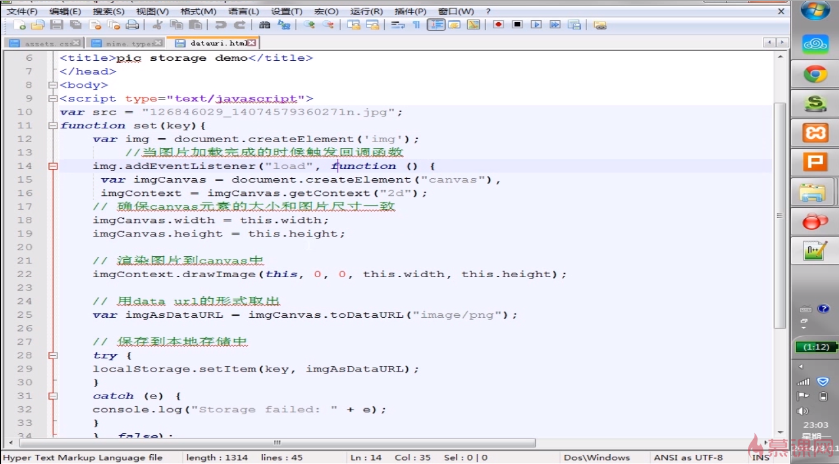 文件(F) 编辑(E) 搜索(S) 视图(V) 格式(M) 语言(L) 设置(T) 宏(O) 运行(R) 插件(P) 窗口(W) ? X
assets.cs mime.types datauri.html
6 <title>pic storage demo</title>
7 </head>
8 <body>
9 <script type="text/javascript">
10 var src = "126846029_14074579360271n.jpg";
11 function set(key){
12 var img = document.createElement('img');
13 //当图片加载完成的时候触发回调函数
14 img.addEventListener("load", function () {
15 var imgCanvas = document.createElement("canvas"),
16 imgContext = imgCanvas.getContext("2d");
17 // 确保canvas元素的大小和图片尺寸一致
18 imgCanvas.width = this.width;
19 imgCanvas.height = this.height;
20
21 // 渲染图片到canvas中
22 imgContext.drawImage(this, 0, 0, this.width, this.height);
23
24 // 用data url的形式取出
25 var imgAsDataURL = imgCanvas.toDataURL("image/png");
26
27 // 保存到本地存储中
28 try {
29 localStorage.setItem(key, imgAsDataURL);
30 }
31 catch (e) {
32 console.log("Storage failed: " + e);
33 }
34 }, false);
Hyper Text Markup Language file length : 1314 lines : 45 Ln : 14 Col : 35 Sel : 0 | 0 Dos\Windows ANSI as UTF-8 INS
(1:12)
23:03
慕课网